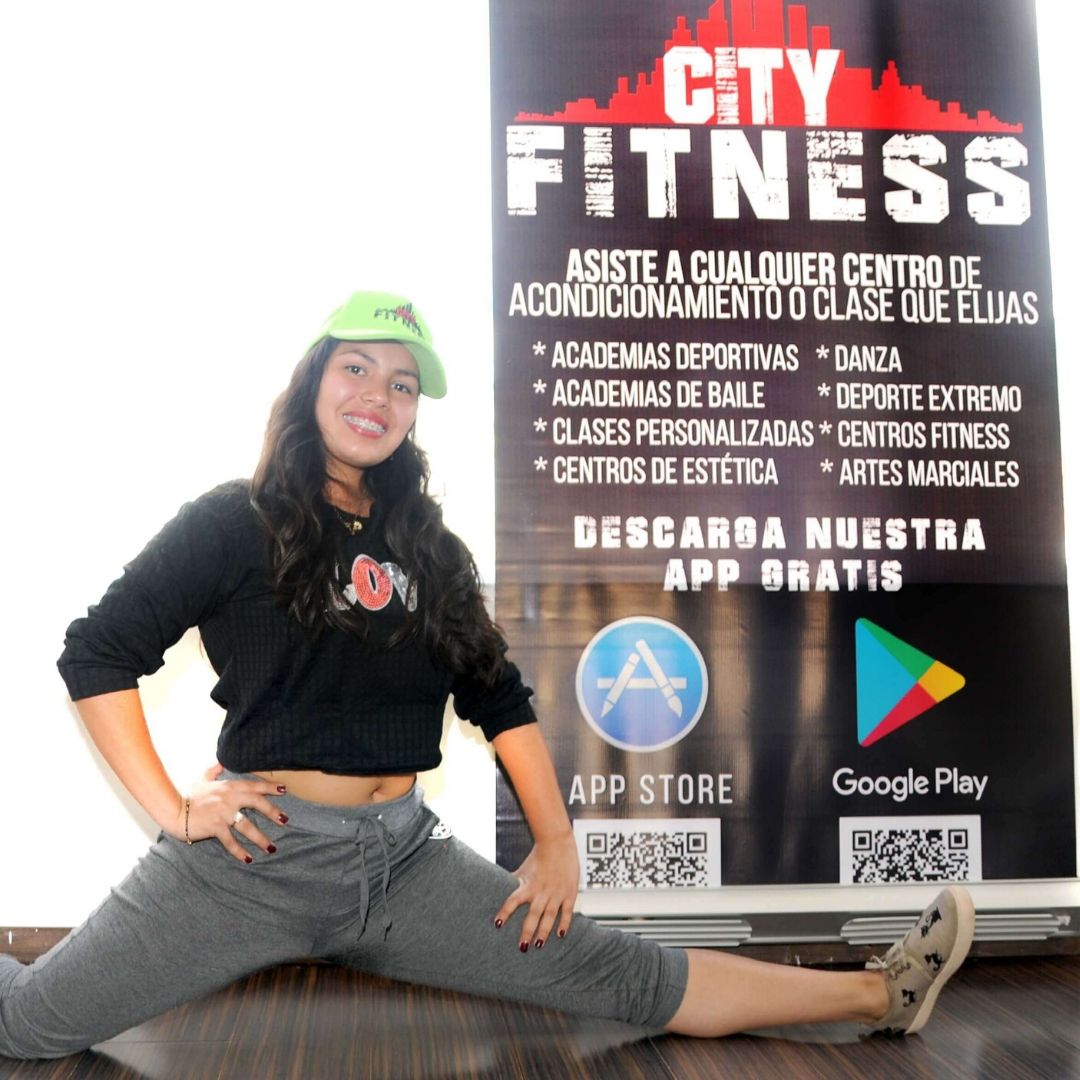 CITY
FITNESS
ASISTE A CUALQUIER CENTRO DE
ACONDICIONAMIENTO O CLASE QUE ELIJAS
* ACADEMIAS DEPORTIVAS * DANZA
* ACADEMIAS DE BAILE * DEPORTE EXTREMO
* CLASES PERSONALIZADAS * CENTROS FITNESS
* CENTROS DE ESTÉTICA * ARTES MARCIALES
DESCARGA NUESTRA
APP GRATIS
APP STORE
Google Play